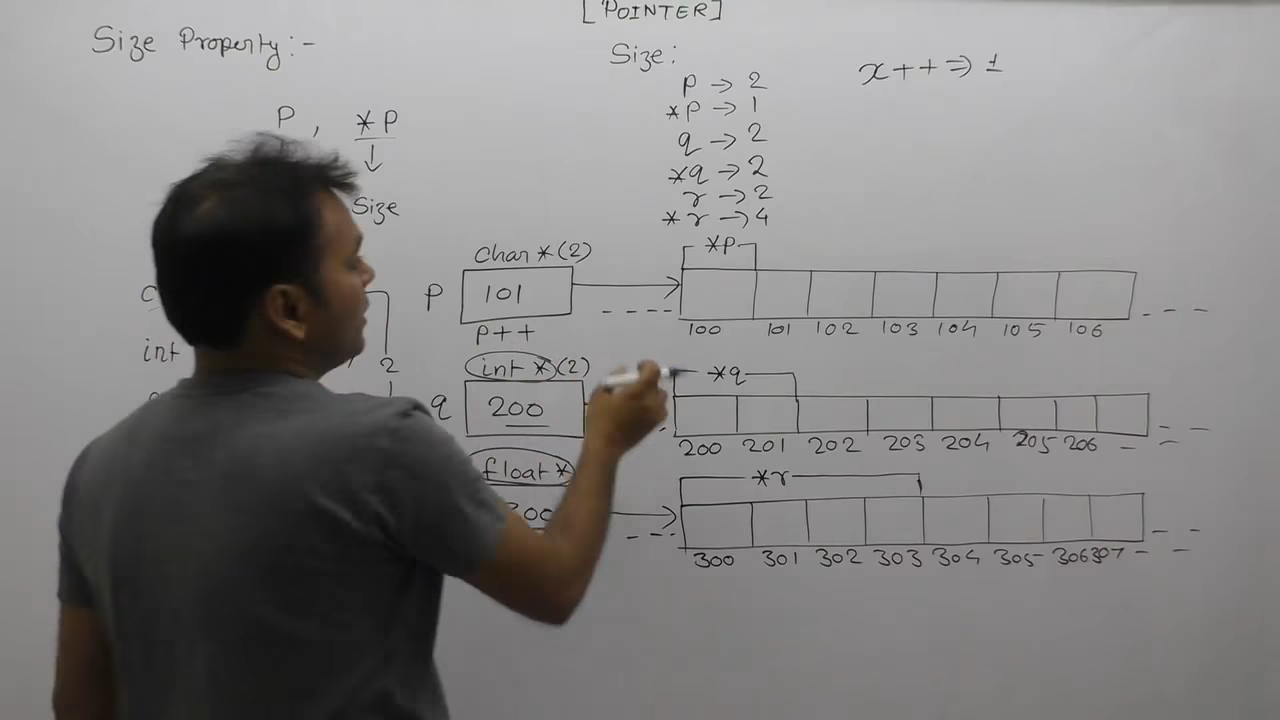 [POINTER]
Size Property:-
Size:
x++ ⇒ 1
P → 2
*P → 1
q → 2
*q → 2
r → 2
*r → 4
P, *P
↓
Size
char *(2)
*p
P
101
100 101 102 103 104 105 106
P++
int
2
int *(2)
*q
q
200
200 201 202 203 204 205 206
float *
*r
300 301 302 303 304 305 306 307